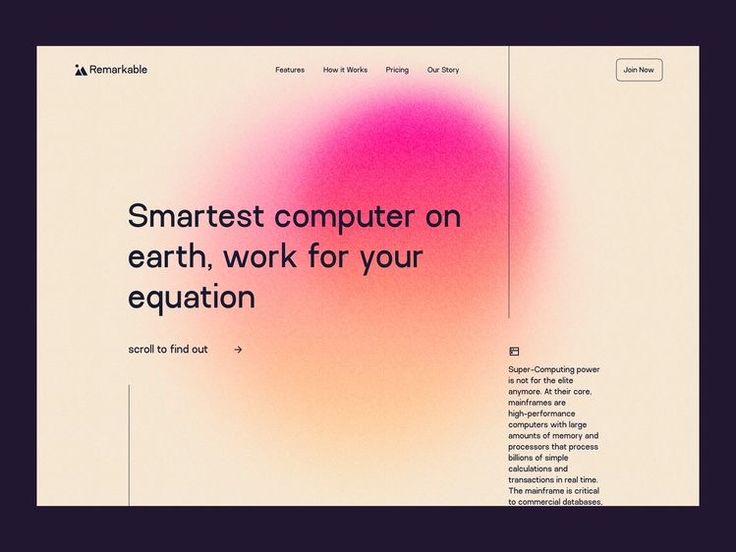 Remarkable
Features
How it Works
Pricing
Our Story
Join Now
Smartest computer on
earth, work for your
equation
scroll to find out
Super-Computing power
is not for the elite
anymore. At their core,
mainframes are
high-performance
computers with large
amounts of memory and
processors that process
billions of simple
calculations and
transactions in real time.
The mainframe is critical
to commercial databases,